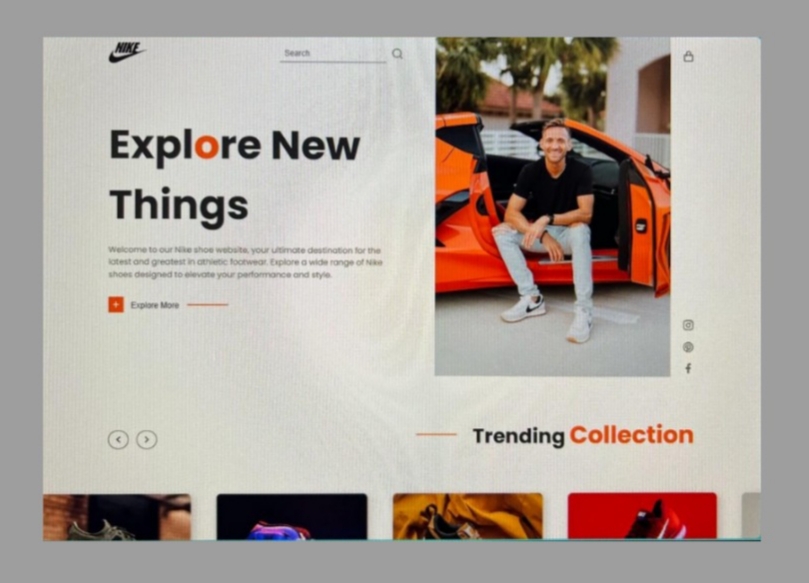 NIKE
Search
Explore New
Things
Welcome to our Nike shoe website, your ultimate destination for the
latest and greatest in athletic footwear. Explore a wide range of Nike
shoes designed to elevate your performance and style.
+ Explore More
Trending Collection